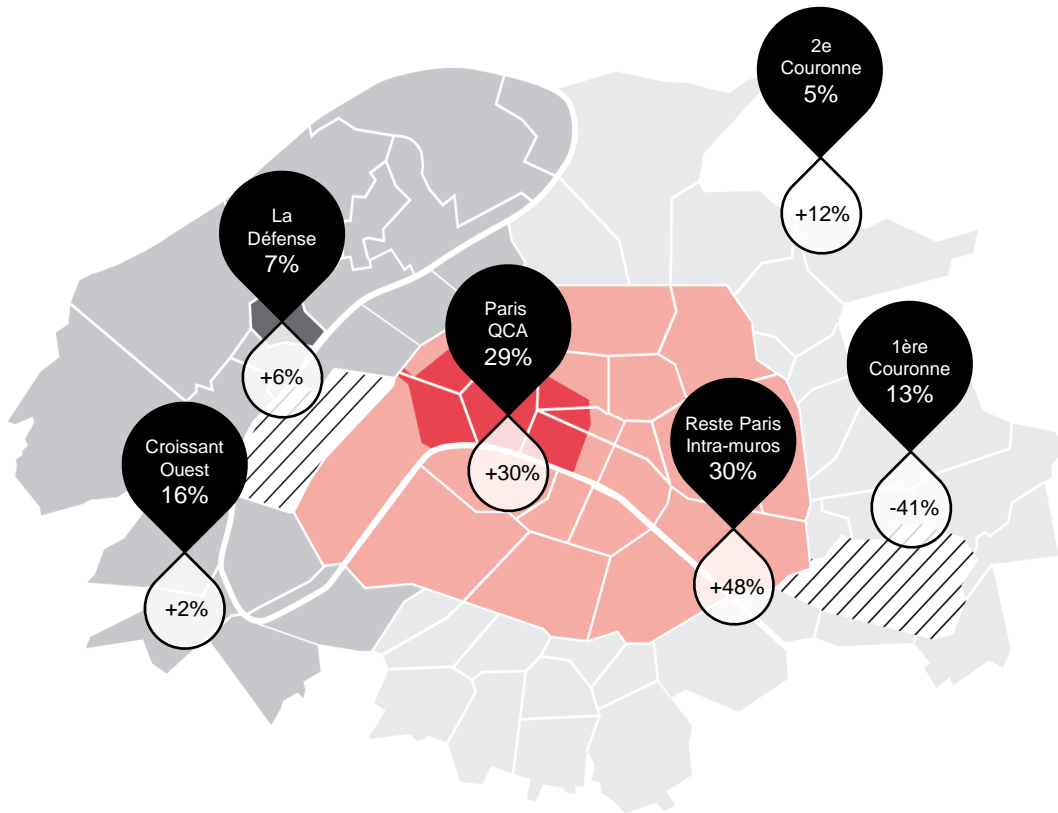 2e
Couronne
5%
+12%
La
Défense
7%
+6%
Paris
QCA
29%
+30%
1ère
Couronne
13%
-41%
Croissant
Ouest
16%
+2%
Reste Paris
Intra-muros
30%
+48%